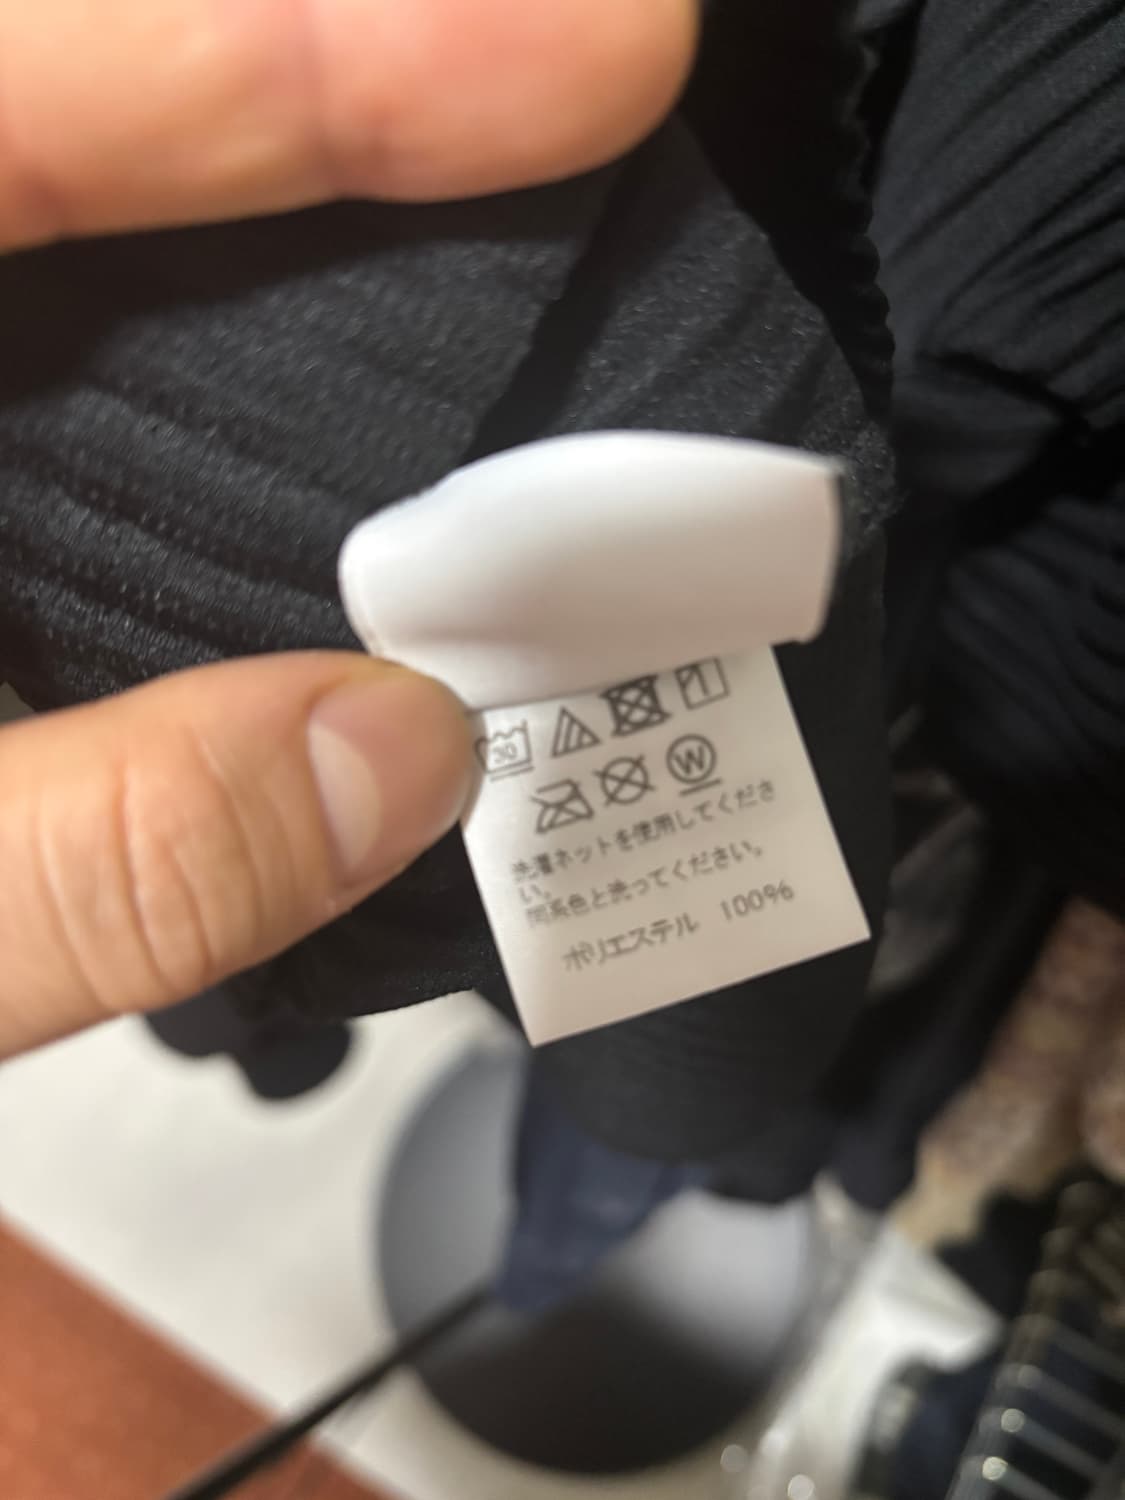 30
W
洗濯ネットを使用してくださ
い。
同系色と洗ってください。
ポリエステル 100%